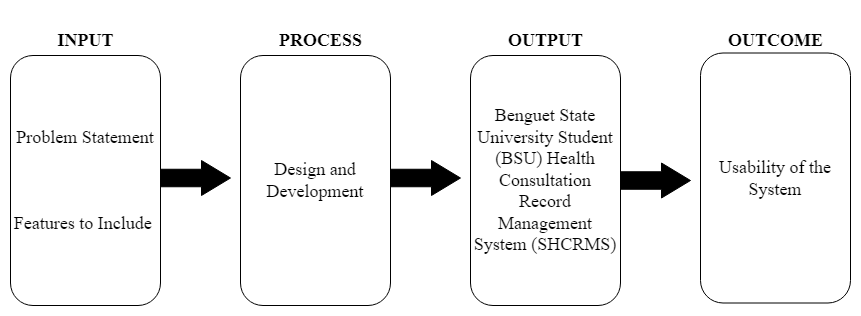 INPUT
PROCESS
OUTPUT
OUTCOME
Problem Statement
Features to Include
Design and
Development
Benguet State
University Student
(BSU) Health
Consultation
Record
Management
System (SHCRMS)
Usability of the
System